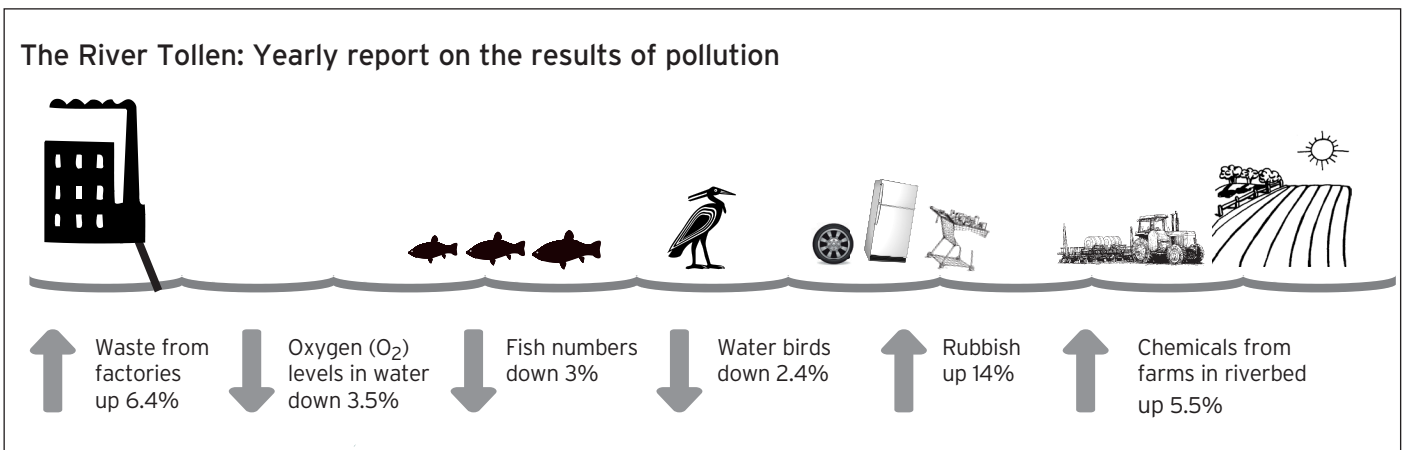 The River Tollen: Yearly report on the results of pollution
Waste from
factories
up 6.4%
Oxygen (O₂)
levels in water
down 3.5%
Fish numbers
down 3%
Water birds
down 2.4%
Rubbish
up 14%
Chemicals from
farms in riverbed
up 5.5%